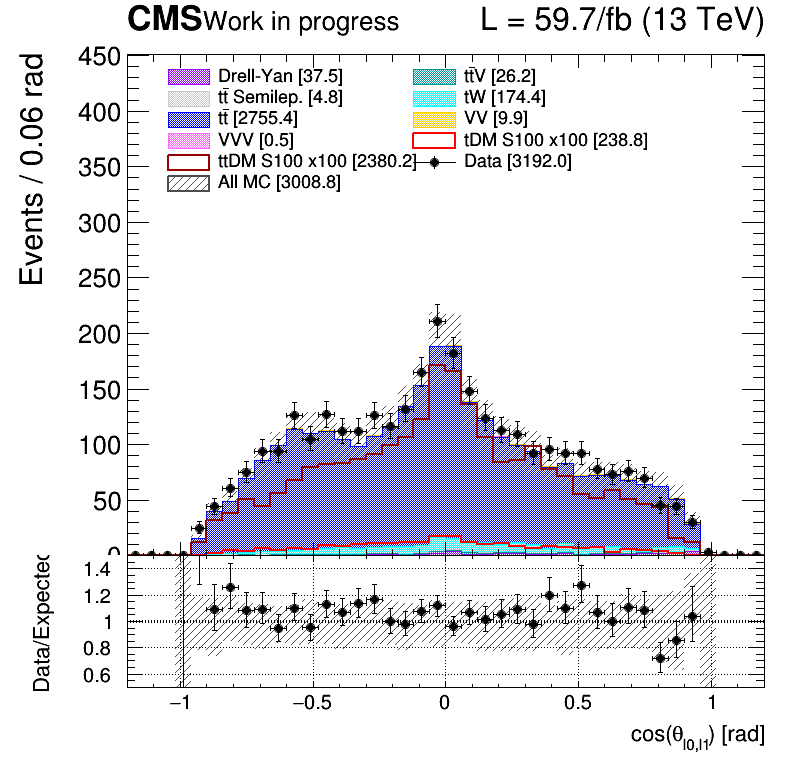 CMS Work in progress L = 59.7/fb (13 TeV)
Events / 0.06 rad
450
400
350
300
250
200
150
100
50
0
Drell-Yan [37.5] tt̄V [26.2]
tt̄ Semilep. [4.8] tW [174.4]
tt̄ [2755.4] VV [9.9]
VVV [0.5] tDM S100 x100 [238.8]
ttDM S100 x100 [2380.2] Data [3192.0]
All MC [3008.8]
Data/Expected
1.4
1.2
1
0.8
0.6
−1 −0.5 0 0.5 1
cos(θ_l0,l1) [rad]